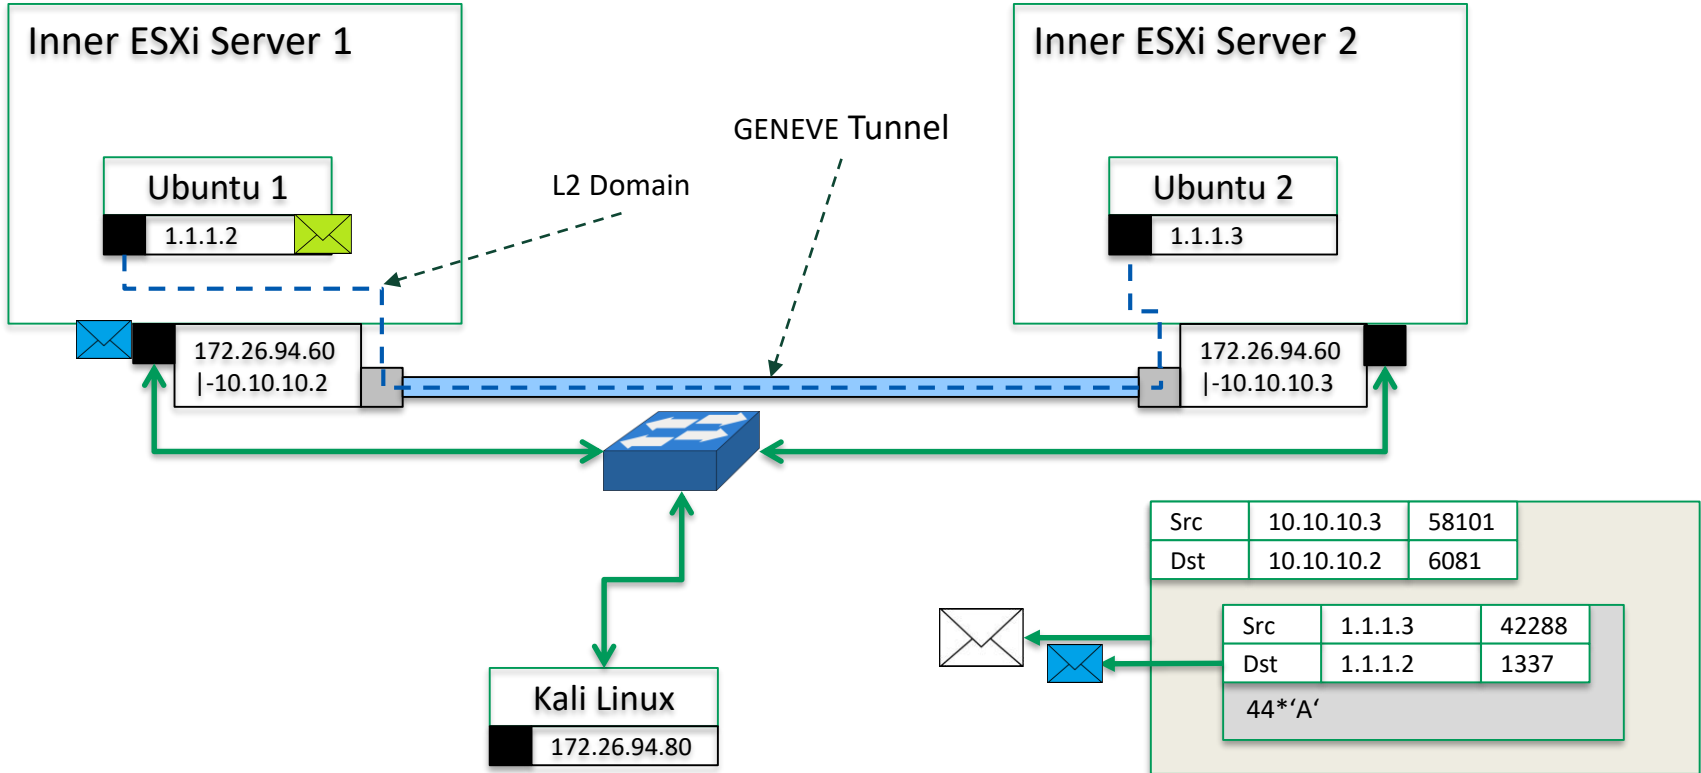 Inner ESXi Server 1
Inner ESXi Server 2
GENEVE Tunnel
L2 Domain
Ubuntu 1
1.1.1.2
Ubuntu 2
1.1.1.3
172.26.94.60
|-10.10.10.2
172.26.94.60
|-10.10.10.3
Kali Linux
172.26.94.80
Src 10.10.10.3 58101
Dst 10.10.10.2 6081
Src 1.1.1.3 42288
Dst 1.1.1.2 1337
44*‘A‘